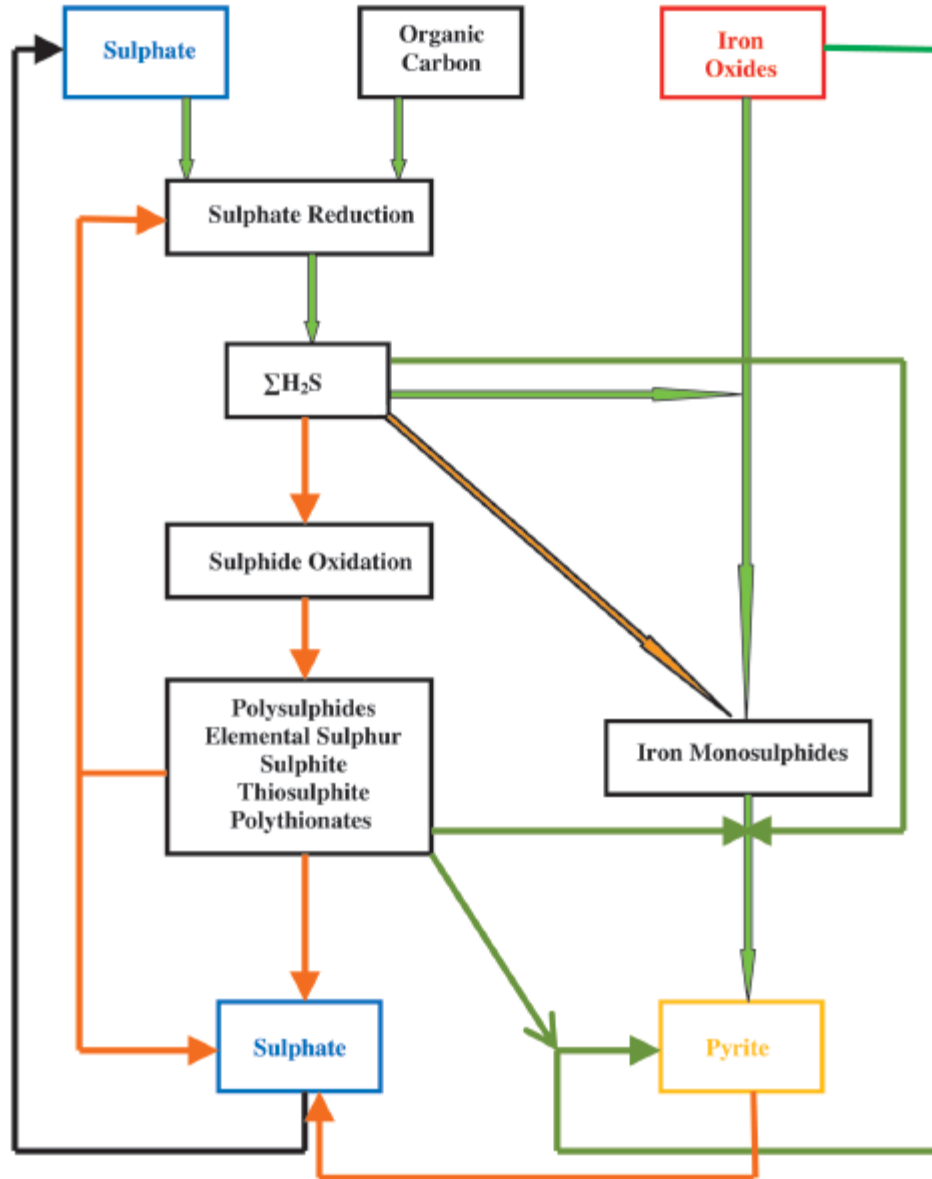 Sulphate
Organic
Carbon
Iron
Oxides
Sulphate Reduction
∑H₂S
Sulphide Oxidation
Polysulphides
Elemental Sulphur
Sulphite
Thiosulphite
Polythionates
Iron Monosulphides
Sulphate
Pyrite